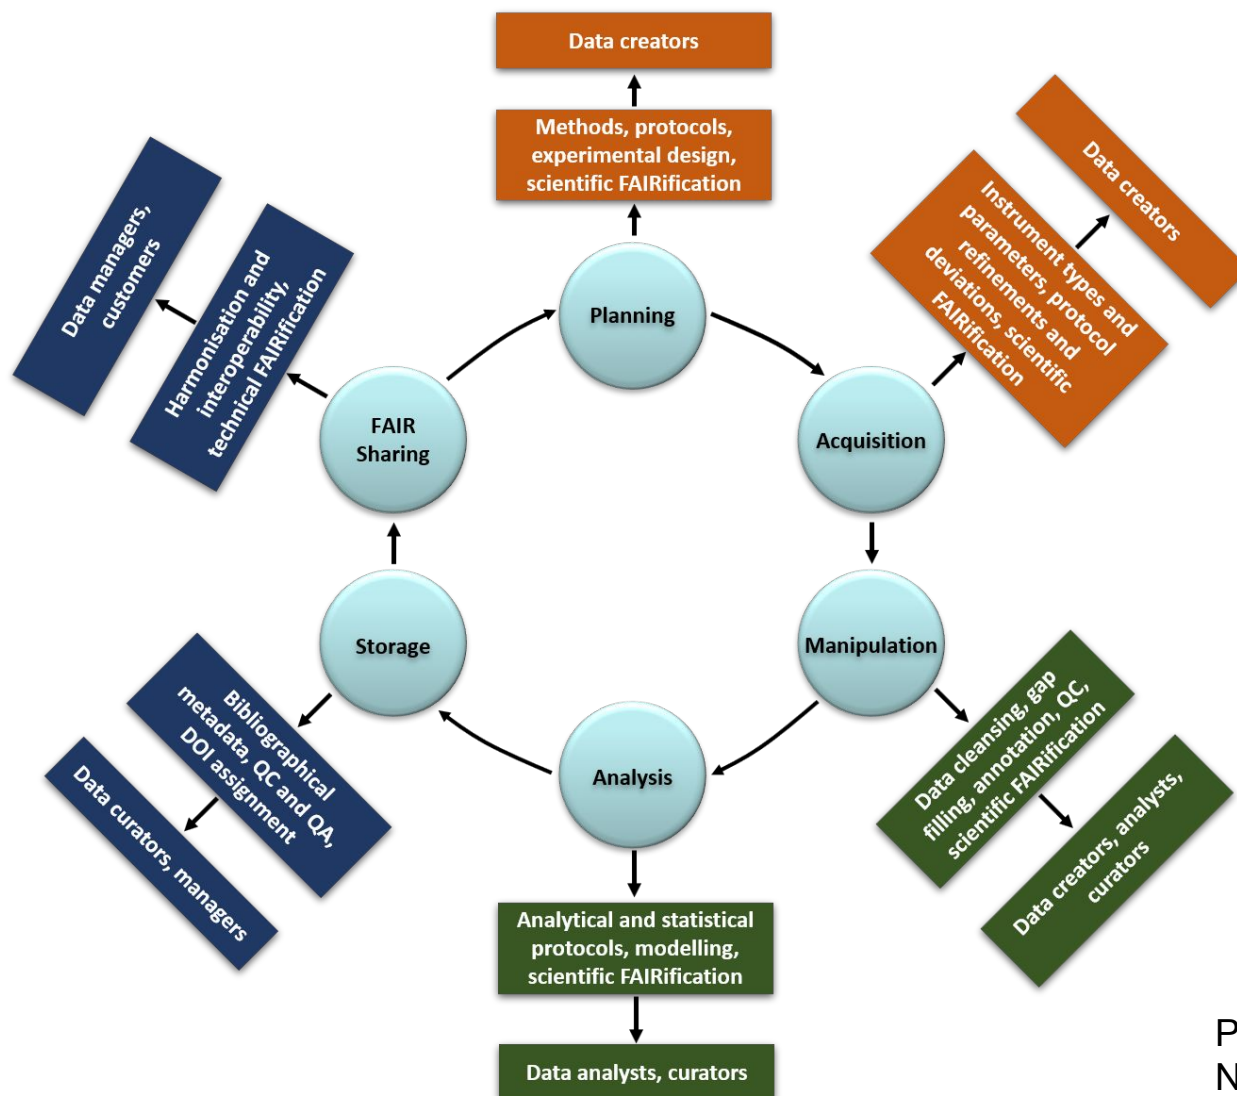 Data creators
Methods, protocols,
experimental design,
scientific FAIRification
Planning
Data creators
Instrument types and
parameters, protocol
refinements and
deviations, scientific
FAIRification
Acquisition
Manipulation
Data cleansing, gap
filling, annotation, QC,
scientific FAIRification
Data creators, analysts,
curators
Analysis
Analytical and statistical
protocols, modelling,
scientific FAIRification
Data analysts, curators
Storage
Bibliographical
metadata, QC and QA,
DOI assignment
Data curators, managers
FAIR
Sharing
Harmonisation and
interoperability,
technical FAIRification
Data managers,
customers
P
N